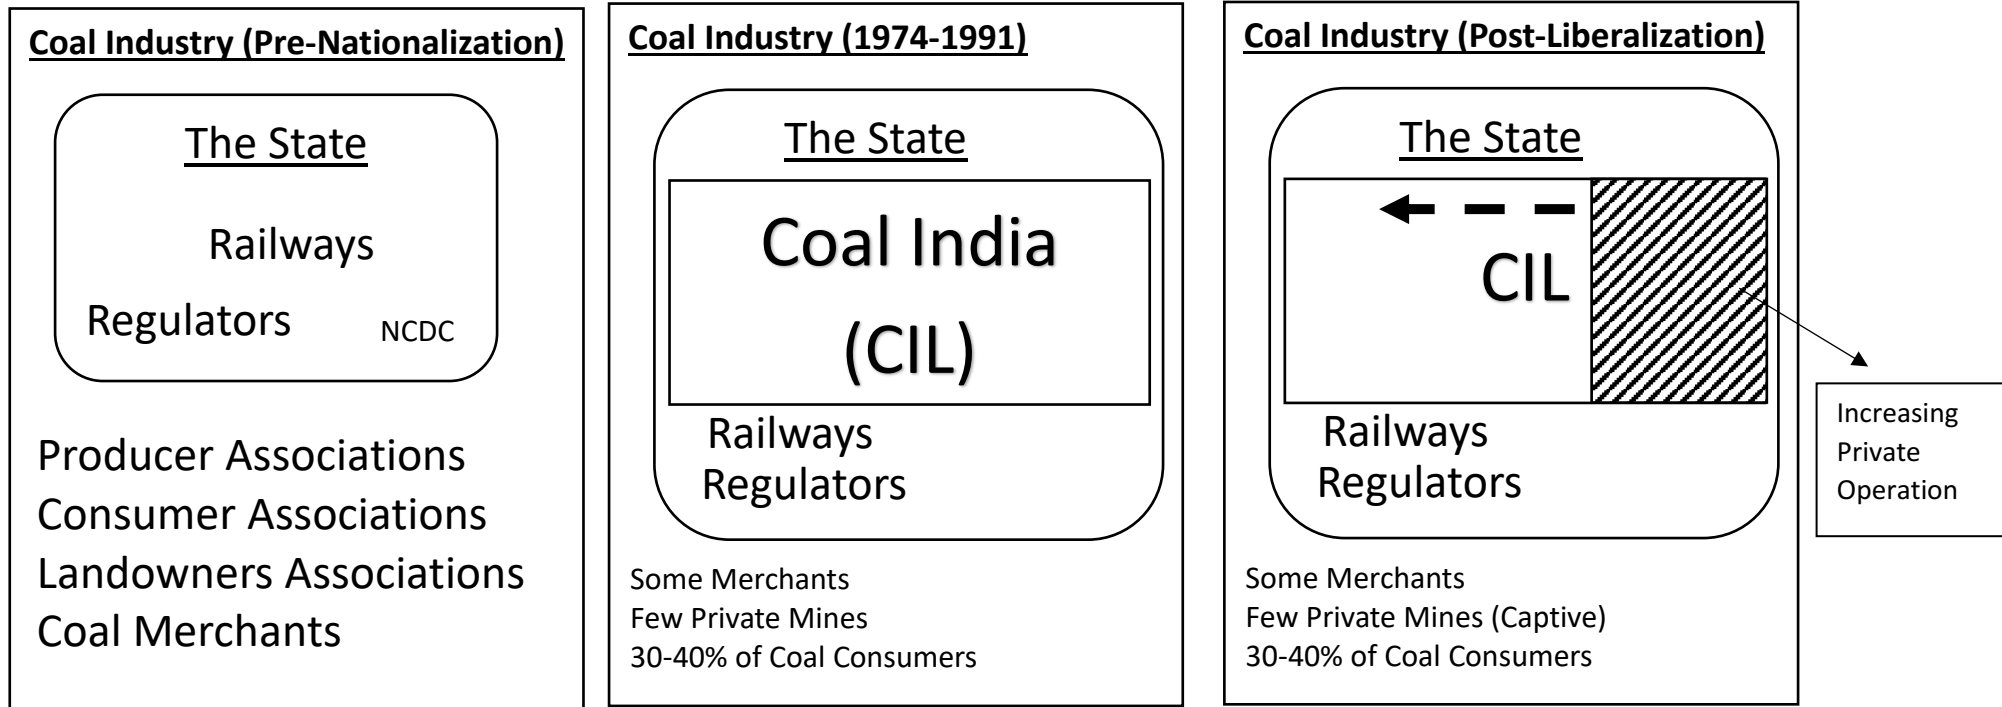 Coal Industry (Pre-Nationalization)
The State
Railways
Regulators NCDC
Producer Associations
Consumer Associations
Landowners Associations
Coal Merchants
Coal Industry (1974-1991)
The State
Coal India
(CIL)
Railways
Regulators
Some Merchants
Few Private Mines
30-40% of Coal Consumers
Coal Industry (Post-Liberalization)
The State
CIL
Railways
Regulators
Some Merchants
Few Private Mines (Captive)
30-40% of Coal Consumers
Increasing
Private
Operation